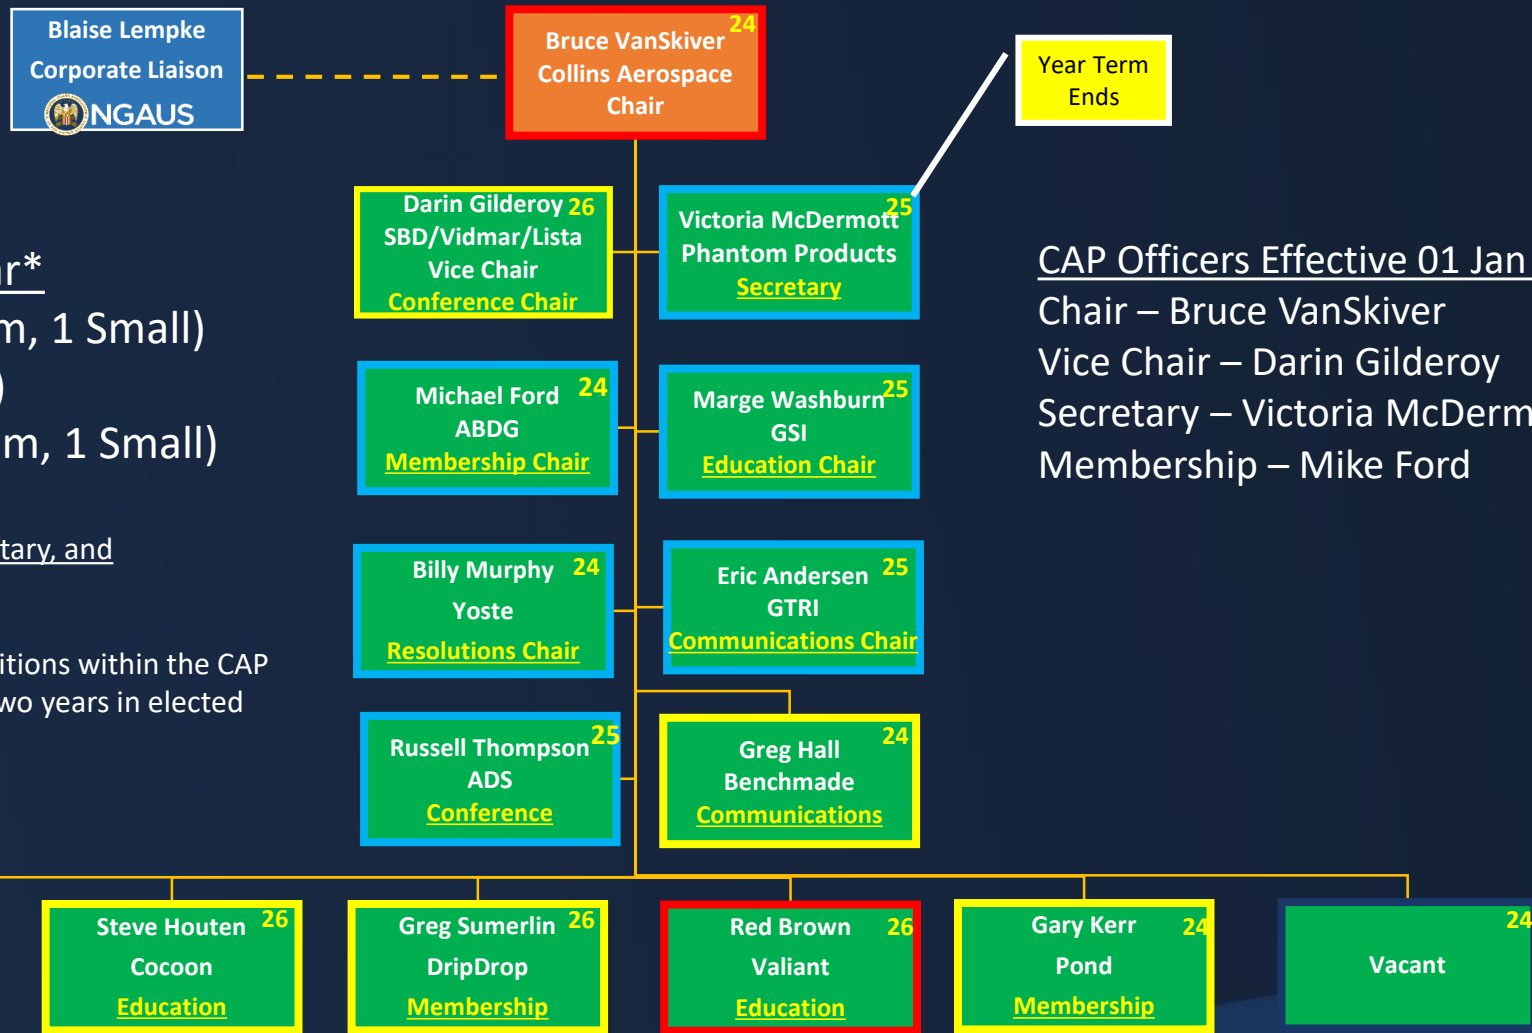 Blaise Lempke
Corporate Liaison
NGAUS
24
Bruce VanSkiver
Collins Aerospace
Chair
Year Term
Ends
Darin Gilderoy 26
SBD/Vidmar/Lista
Vice Chair
Conference Chair
25
Victoria McDermott
Phantom Products
Secretary
ar*
m, 1 Small)
)
m, 1 Small)
tary, and
itions within the CAP
wo years in elected
CAP Officers Effective 01 Jan
Chair – Bruce VanSkiver
Vice Chair – Darin Gilderoy
Secretary – Victoria McDerm
Membership – Mike Ford
Michael Ford 24
ABDG
Membership Chair
Marge Washburn 25
GSI
Education Chair
Billy Murphy 24
Yoste
Resolutions Chair
Eric Andersen 25
GTRI
Communications Chair
Russell Thompson 25
ADS
Conference
Greg Hall 24
Benchmade
Communications
Steve Houten 26
Cocoon
Education
Greg Sumerlin 26
DripDrop
Membership
Red Brown 26
Valiant
Education
Gary Kerr 24
Pond
Membership
24
Vacant